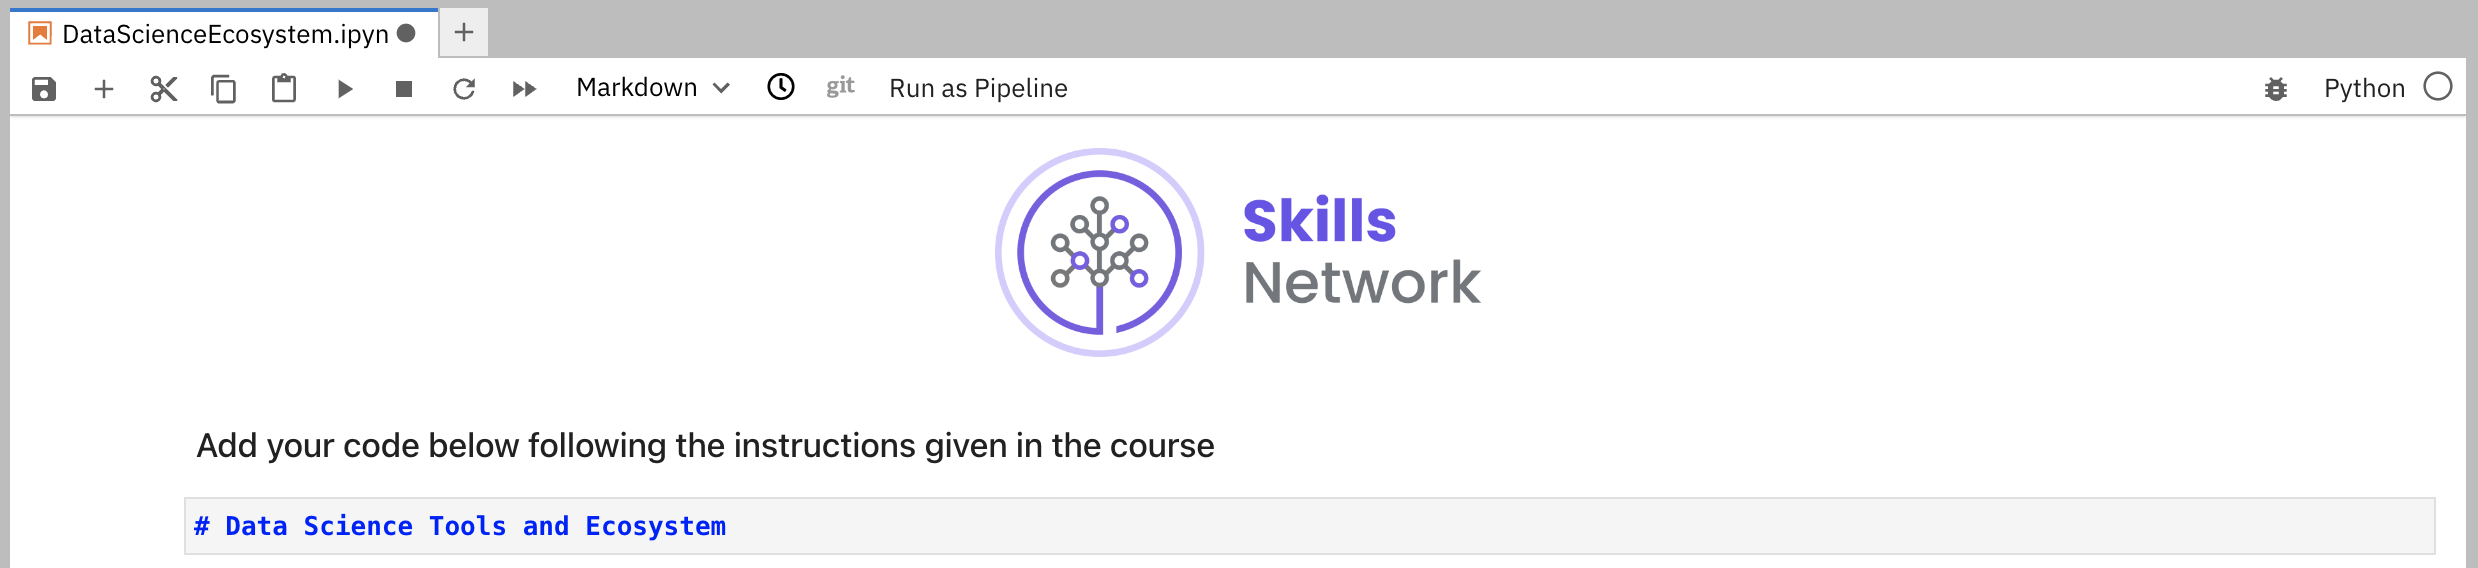 DataScienceEcosystem.ipyn
Markdown git Run as Pipeline Python
Skills
Network
Add your code below following the instructions given in the course
# Data Science Tools and Ecosystem